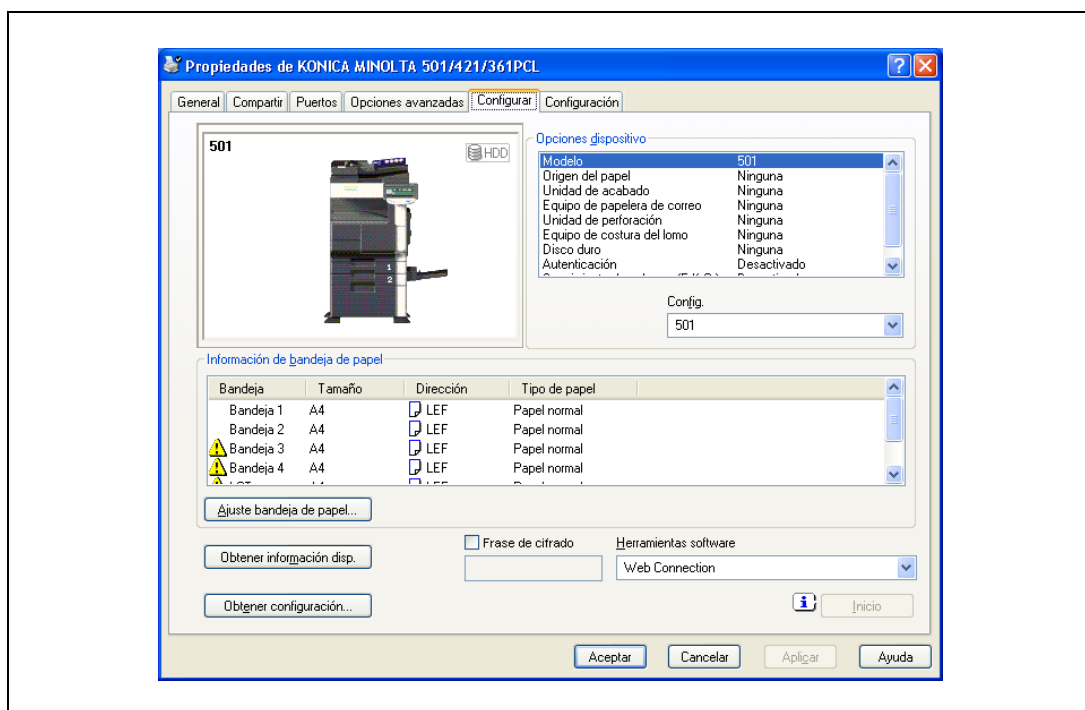 Propiedades de KONICA MINOLTA 501/421/361PCL
General Compartir Puertos Opciones avanzadas Configurar Configuración
501
HDD
1
2
Opciones dispositivo
Modelo 501
Origen del papel Ninguna
Unidad de acabado Ninguna
Equipo de papelera de correo Ninguna
Unidad de perforación Ninguna
Equipo de costura del lomo Ninguna
Disco duro Ninguna
Autenticación Desactivado
Config.
501
Información de bandeja de papel
Bandeja Tamaño Dirección Tipo de papel
Bandeja 1 A4 LEF Papel normal
Bandeja 2 A4 LEF Papel normal
Bandeja 3 A4 LEF Papel normal
Bandeja 4 A4 LEF Papel normal
Ajuste bandeja de papel...
Obtener información disp.
Frase de cifrado
Herramientas software
Web Connection
Obtener configuración...
Inicio
Aceptar Cancelar Aplicar Ayuda